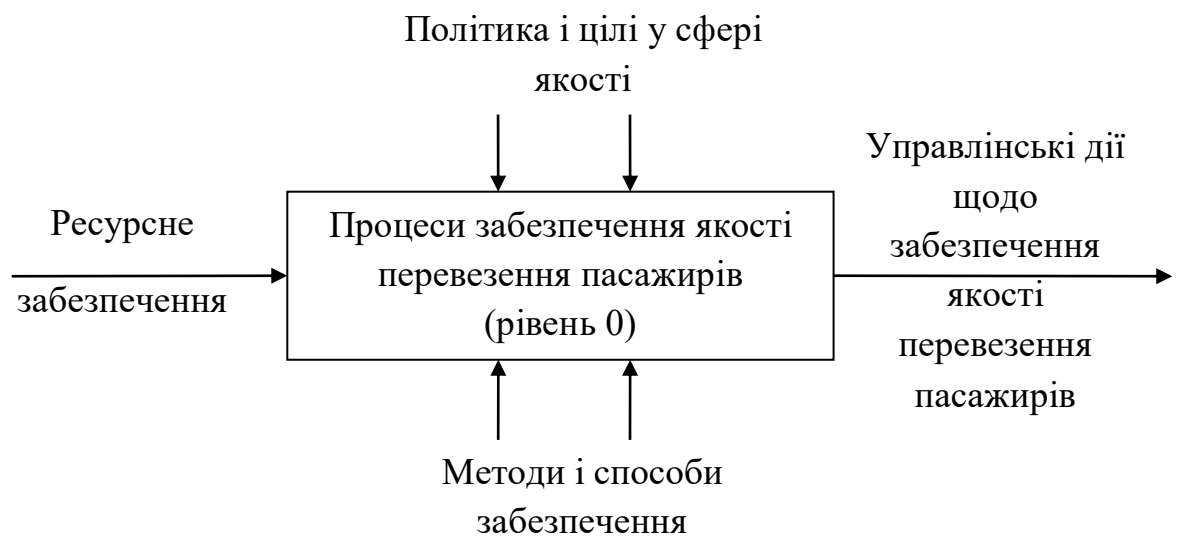 Політика і цілі у сфері
якості
Управлінські дії
щодо
забезпечення
якості
перевезення
пасажирів
Ресурсне
забезпечення
Процеси забезпечення якості
перевезення пасажирів
(рівень 0)
Методи і способи
забезпечення